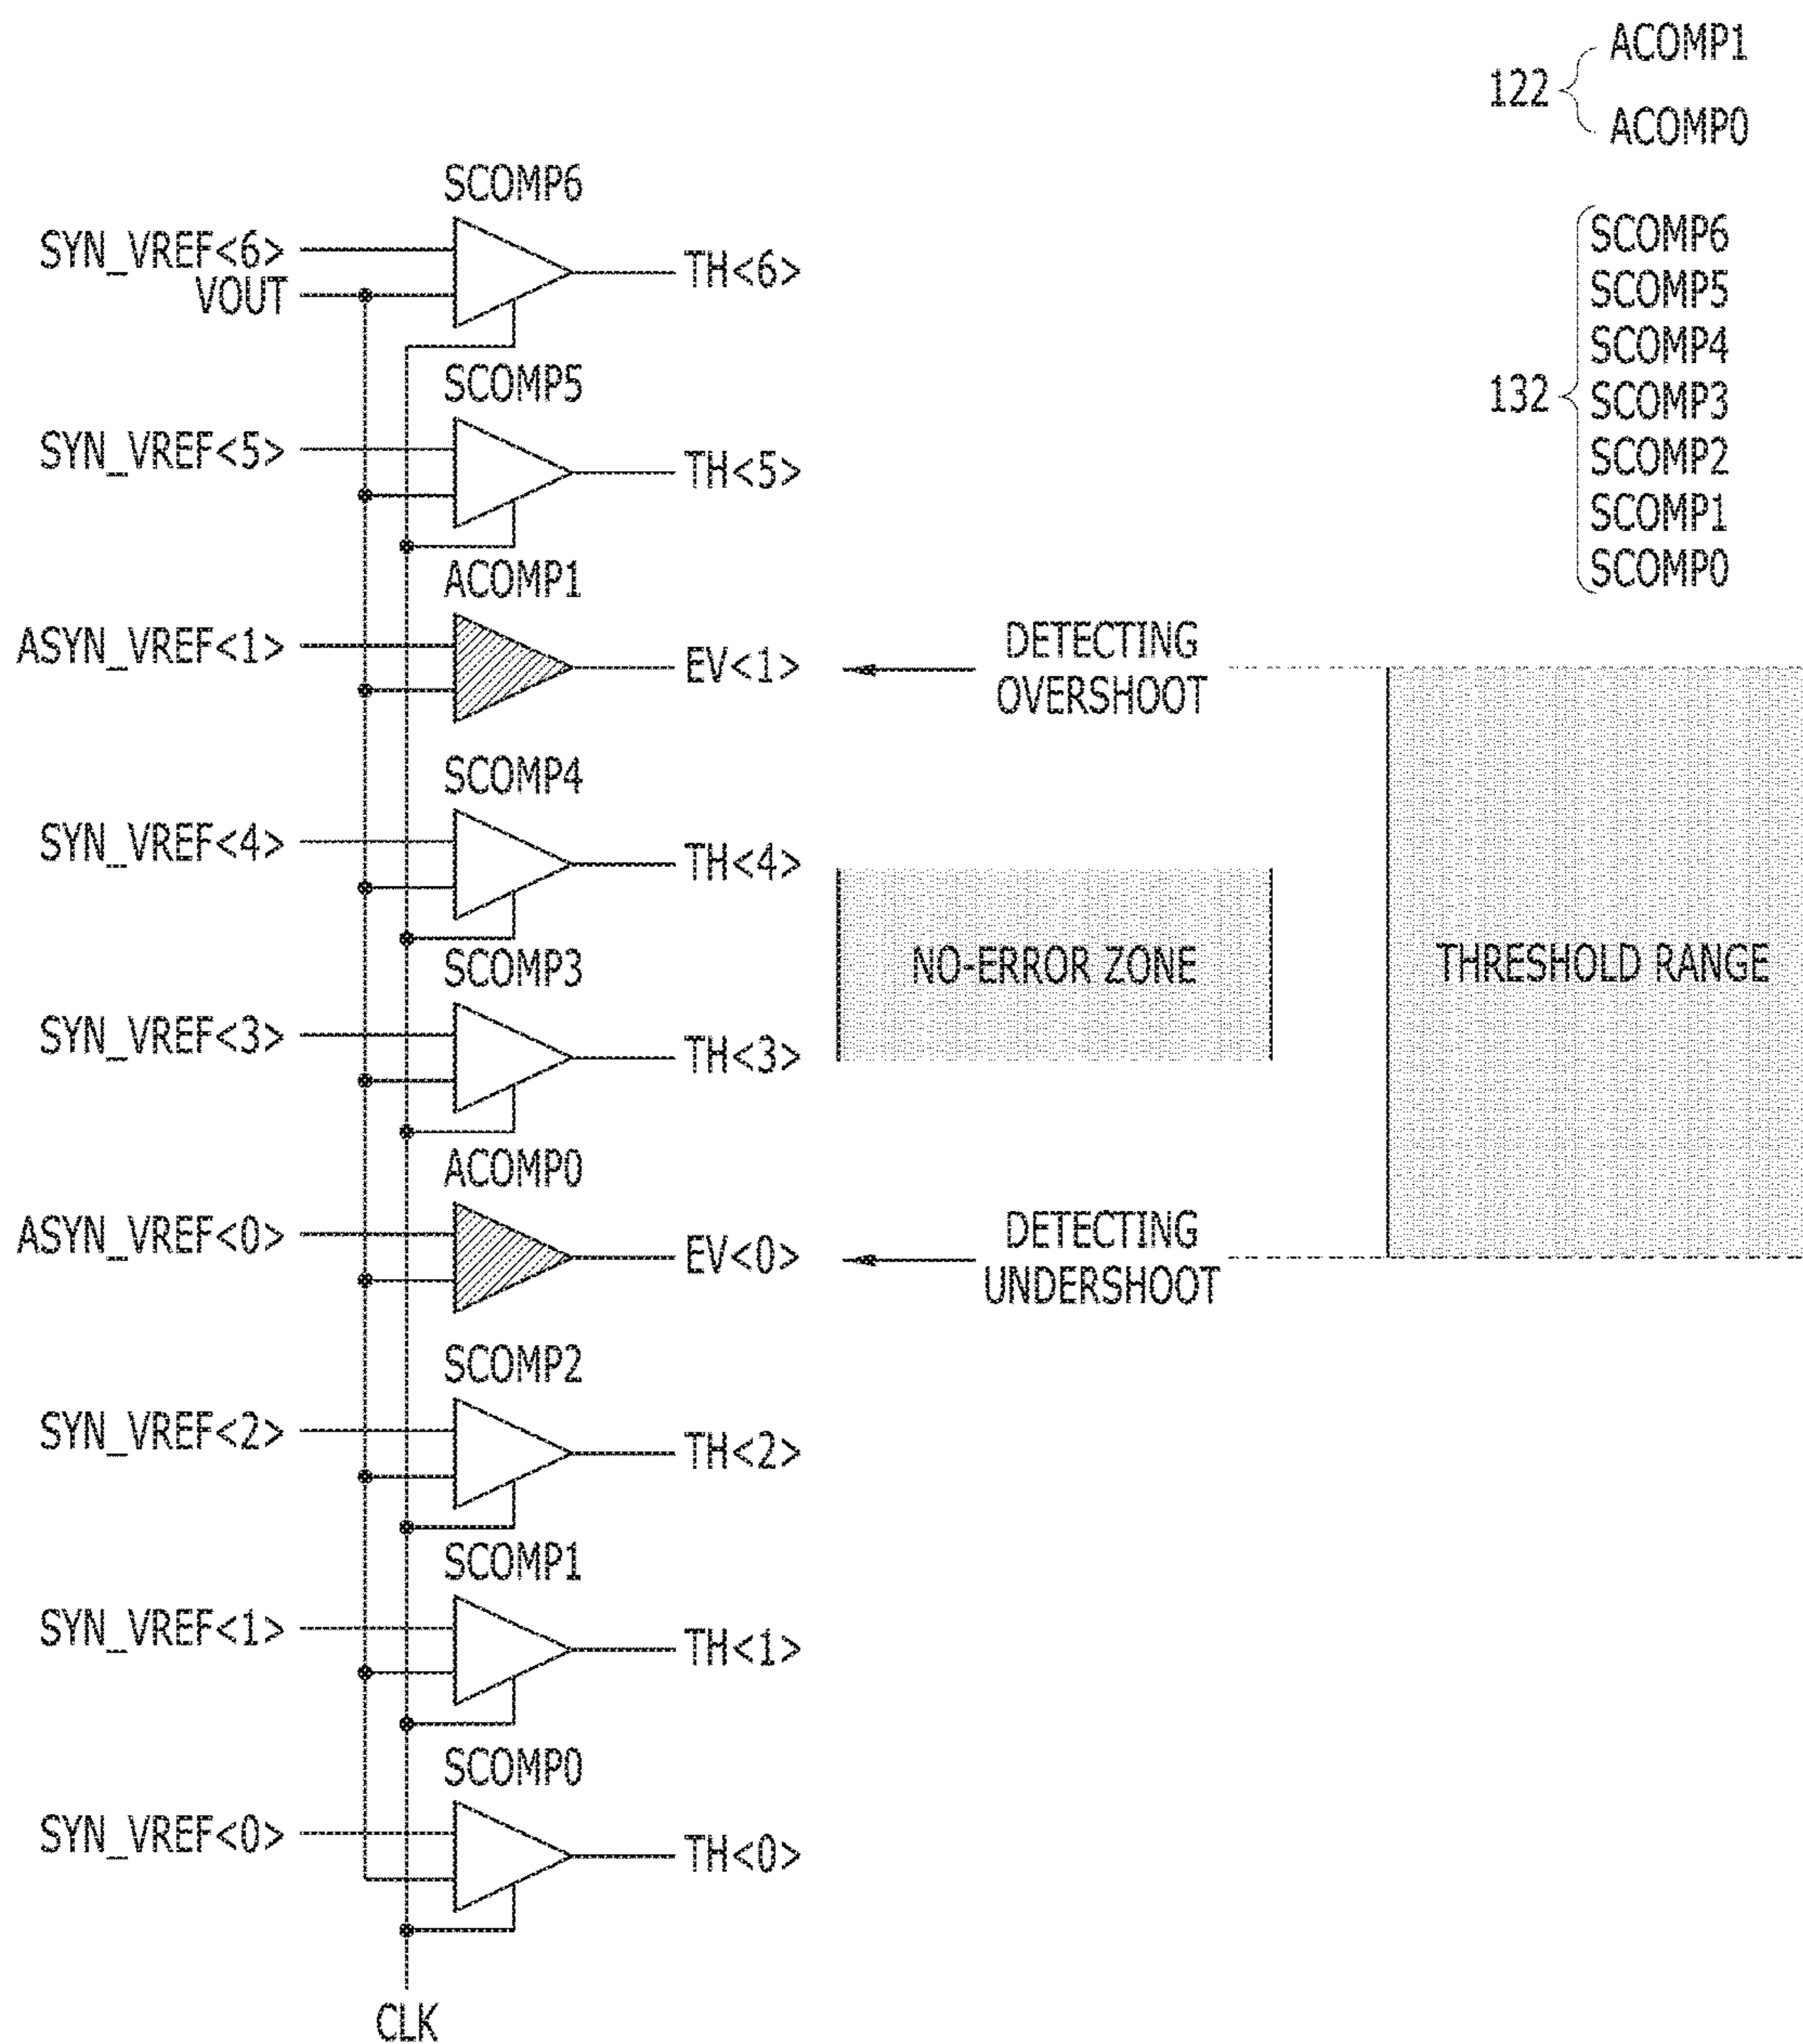 ACOMP1
122
ACOMP0
SCOMP6
SYN_VREF<6>
VOUT
TH<6>
SCOMP6
SCOMP5
SCOMP4
132
SCOMP3
SCOMP2
SCOMP1
SCOMP0
SCOMP5
SYN_VREF<5>
TH<5>
ACOMP1
ASYN_VREF<1>
EV<1>
DETECTING
OVERSHOOT
SCOMP4
SYN_VREF<4>
TH<4>
NO-ERROR ZONE
THRESHOLD RANGE
SCOMP3
SYN_VREF<3>
TH<3>
ACOMP0
ASYN_VREF<0>
EV<0>
DETECTING
UNDERSHOOT
SCOMP2
SYN_VREF<2>
TH<2>
SCOMP1
SYN_VREF<1>
TH<1>
SCOMP0
SYN_VREF<0>
TH<0>
CLK